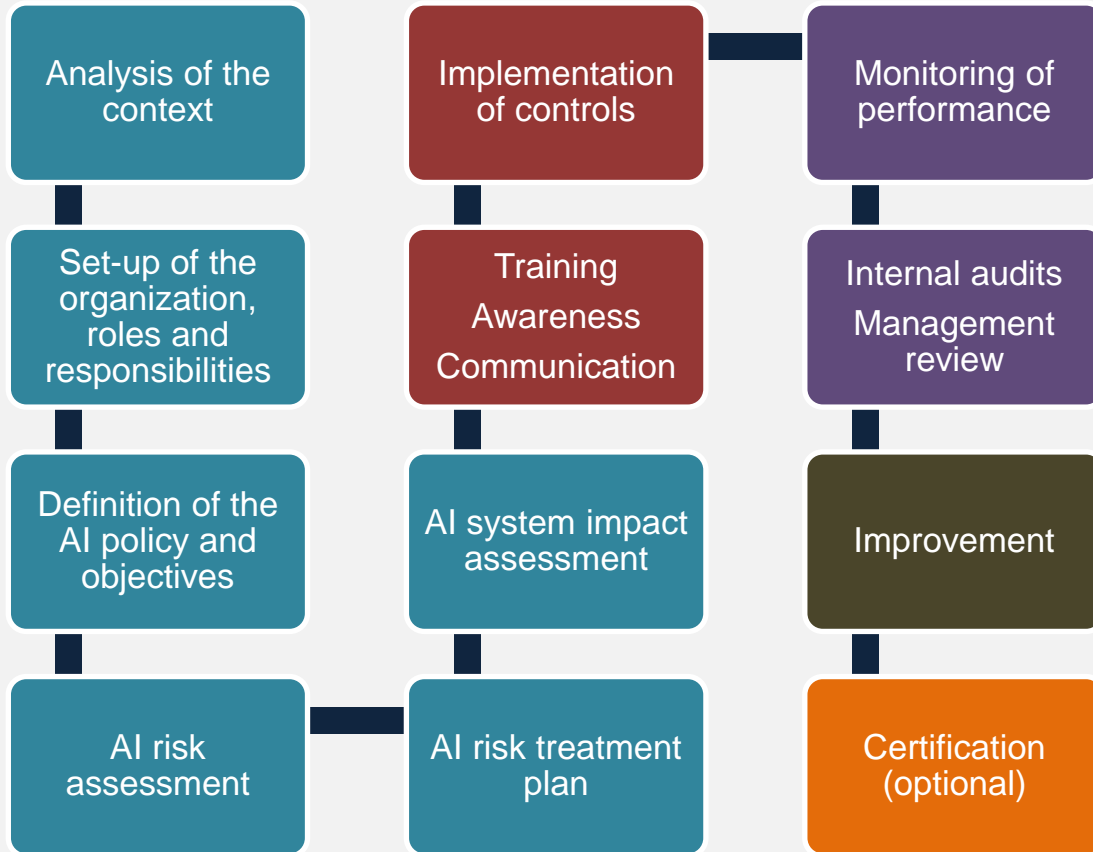 Analysis of the
context
Set-up of the
organization,
roles and
responsibilities
Definition of the
AI policy and
objectives
AI risk
assessment
AI risk treatment
plan
AI system impact
assessment
Training
Awareness
Communication
Implementation
of controls
Monitoring of
performance
Internal audits
Management
review
Improvement
Certification
(optional)